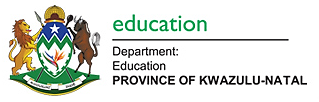 education
Department:
Education
PROVINCE OF KWAZULU-NATAL